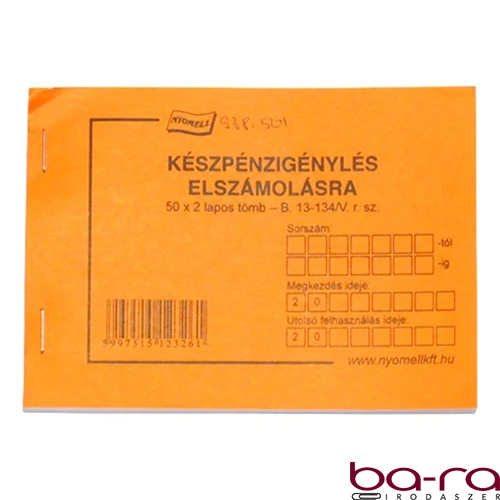 NYOMELL
KÉSZPÉNZIGÉNYLÉS
ELSZÁMOLÁSRA
50 x 2 lapos tömb – B. 13-134/V. r. sz.
Sorszám:
-tól
-ig
Megkezdés ideje:
2 0
Utolsó felhasználás ideje:
2 0
5997515123261
www.nyomellkft.hu
ba-ra
IRODASZER